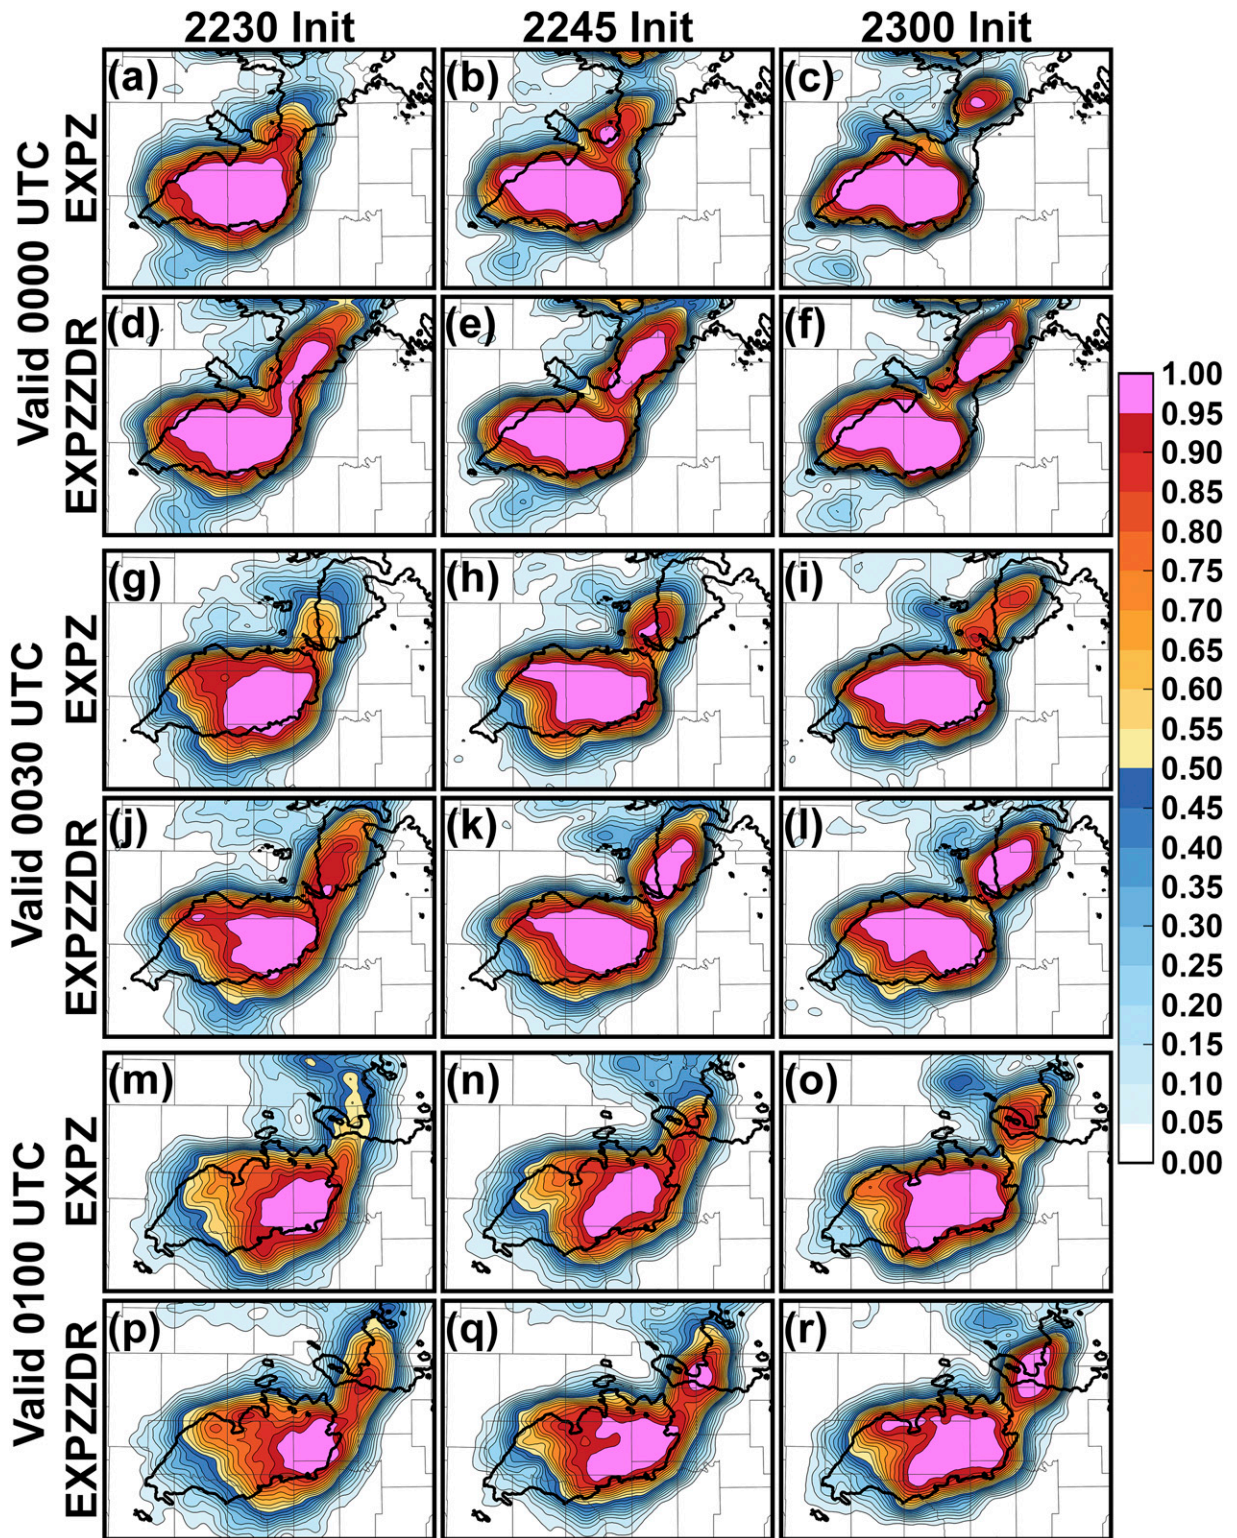 2230 Init 2245 Init 2300 Init
Valid 0000 UTC
EXPZ
(a) (b) (c)
EXPZZDR
(d) (e) (f)
Valid 0030 UTC
EXPZ
(g) (h) (i)
EXPZZDR
(j) (k) (l)
Valid 0100 UTC
EXPZ
(m) (n) (o)
EXPZZDR
(p) (q) (r)
1.00
0.95
0.90
0.85
0.80
0.75
0.70
0.65
0.60
0.55
0.50
0.45
0.40
0.35
0.30
0.25
0.20
0.15
0.10
0.05
0.00